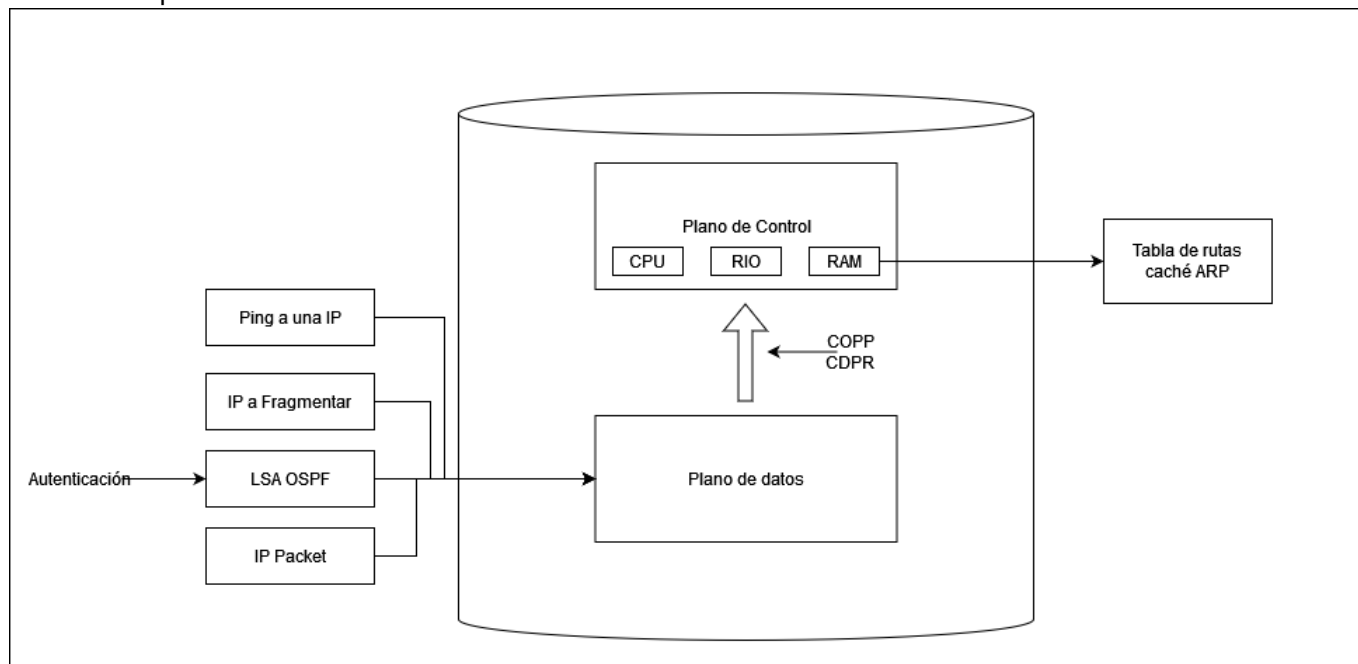 Plano de Control
CPU
RIO
RAM
Tabla de rutas
caché ARP
Ping a una IP
COPP
CDPR
IP a Fragmentar
Autenticación
LSA OSPF
Plano de datos
IP Packet